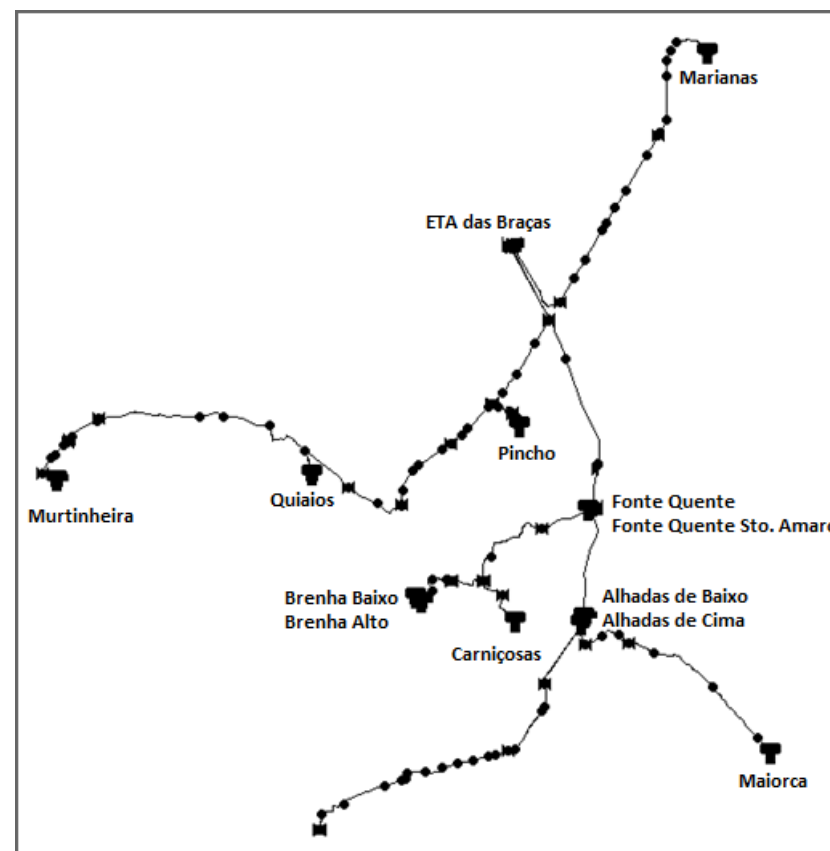 Marianas
ETA das Braças
Pincho
Quiaios
Murtinheira
Fonte Quente
Fonte Quente Sto. Amaro
Brenha Baixo
Brenha Alto
Alhadas de Baixo
Alhadas de Cima
Carniçosas
Maiorca